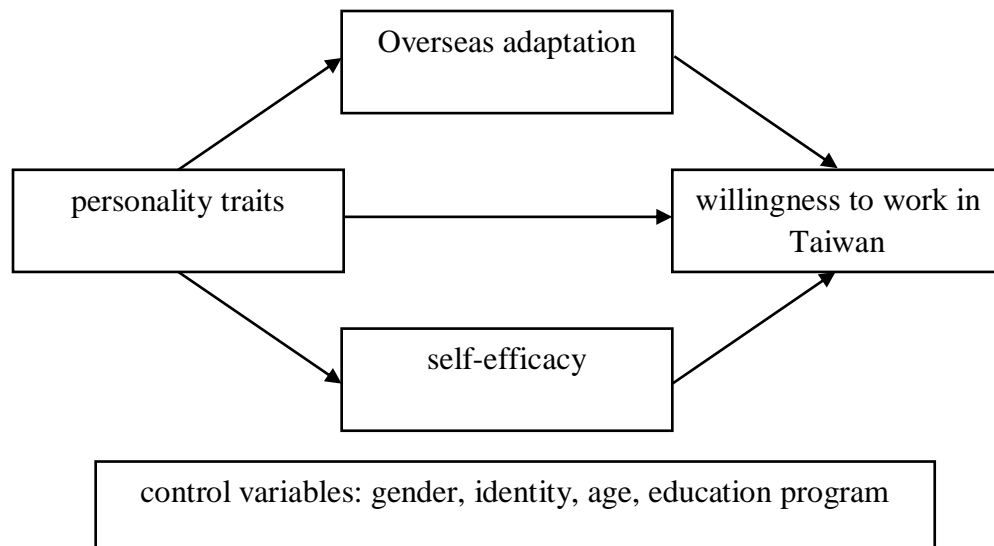 Overseas adaptation
personality traits
willingness to work in
Taiwan
self-efficacy
control variables: gender, identity, age, education program